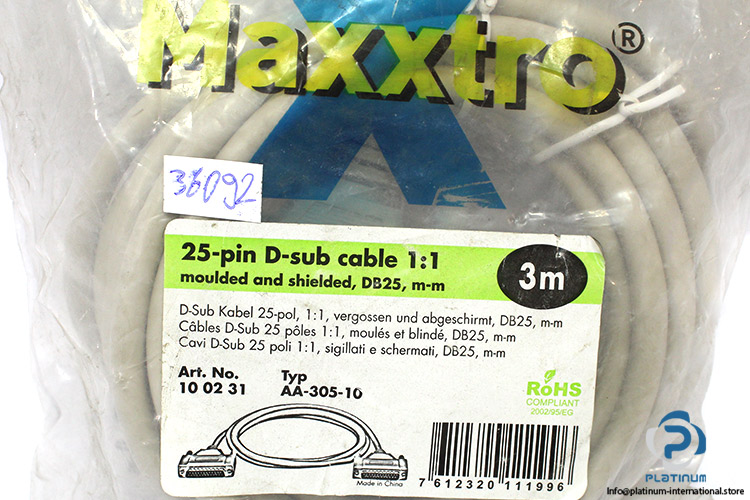 Maxxtro®
36092
25-pin D-sub cable 1:1
moulded and shielded, DB25, m-m
3m
D-Sub Kabel 25-pol, 1:1, vergossen und abgeschirmt, DB25, m-m
Câbles D-Sub 25 pôles 1:1, moulés et blindé, DB25, m-m
Cavi D-Sub 25 poli 1:1, sigillati e schermati, DB25, m-m
Art. No. Typ
10 02 31 AA-305-10
RoHS
COMPLIANT
2002/95/EG
Made in China
7 612320 111996
PLATINUM
info@platinum-international.store